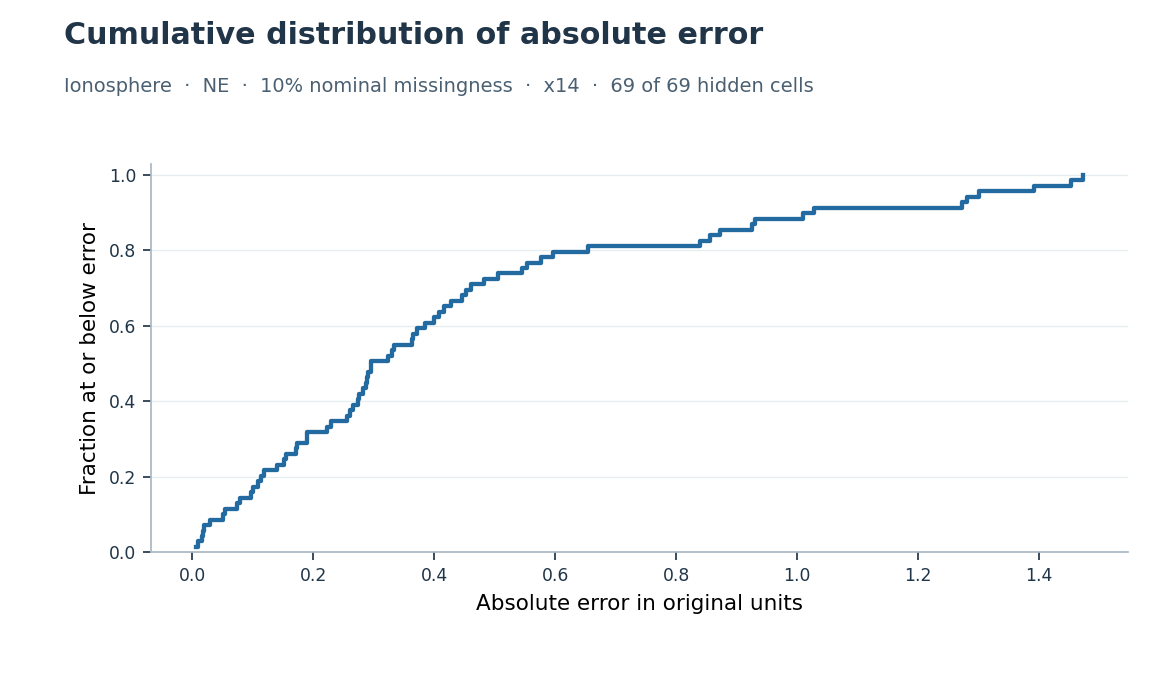 Cumulative distribution of absolute error
Ionosphere · NE · 10% nominal missingness · x14 · 69 of 69 hidden cells
Fraction at or below error
1.0
0.8
0.6
0.4
0.2
0.0
0.0 0.2 0.4 0.6 0.8 1.0 1.2 1.4
Absolute error in original units